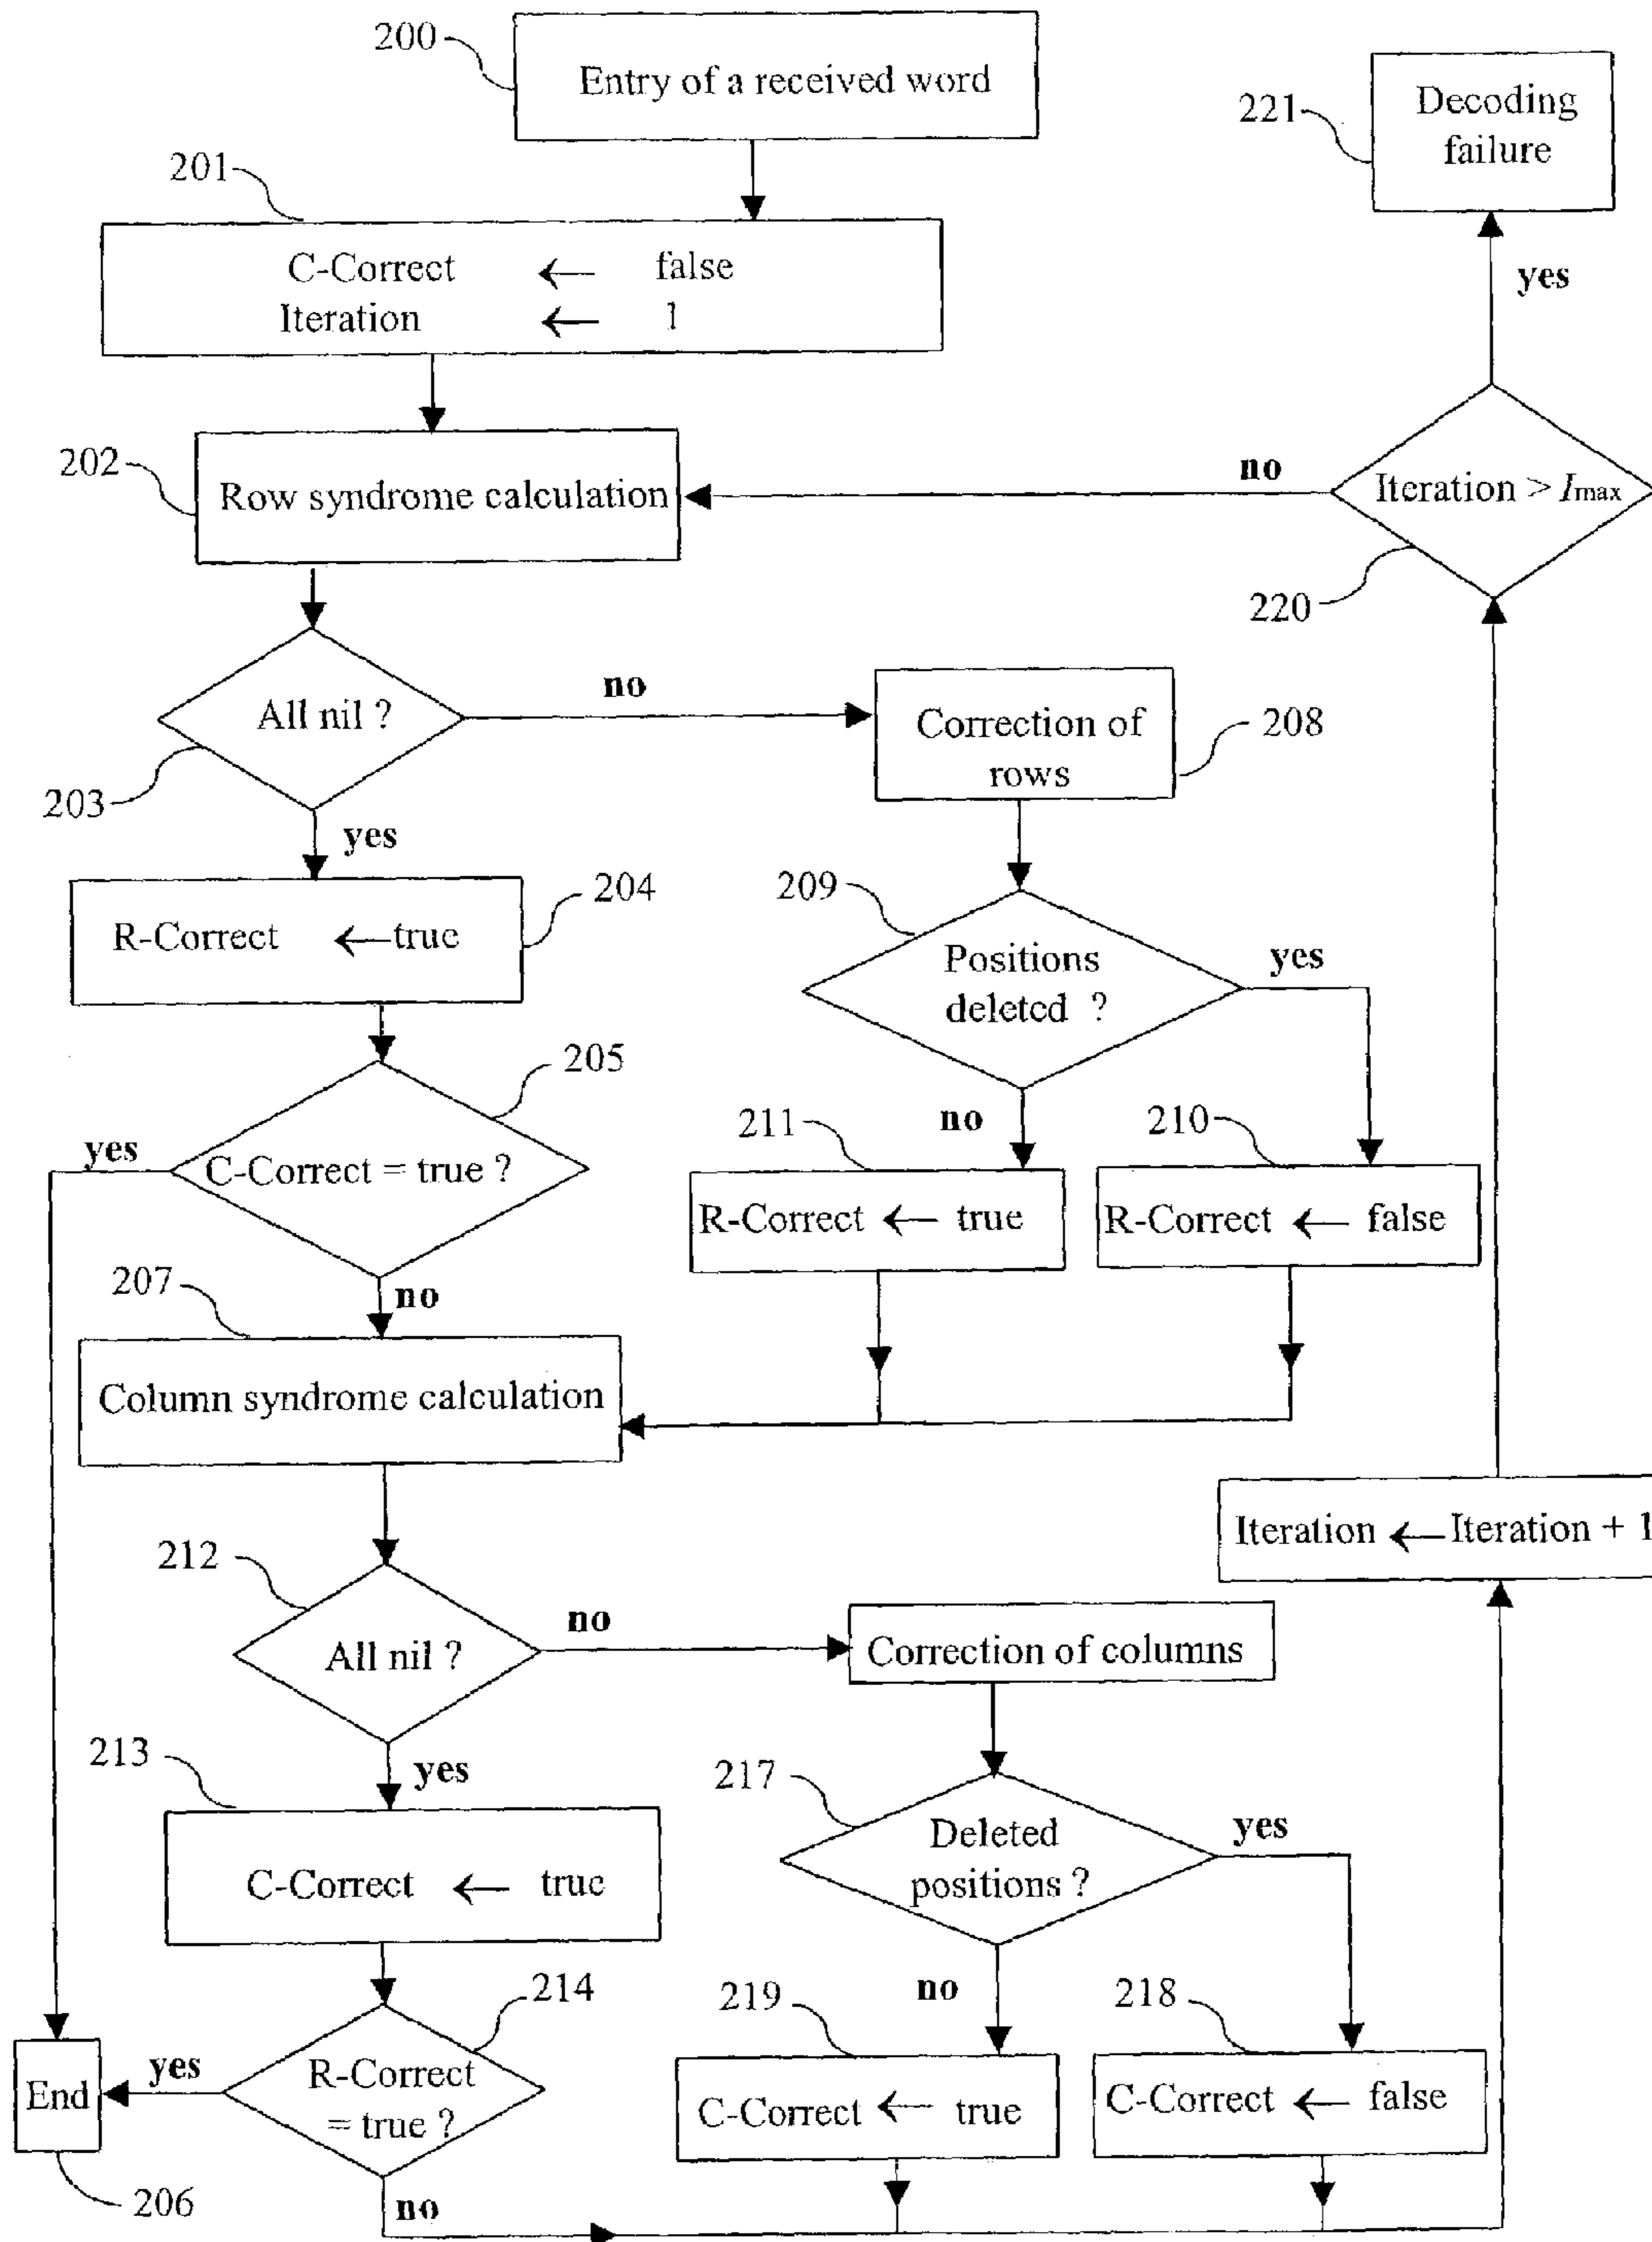 200
Entry of a received word
221
Decoding
failure
201
C-Correct ← false
Iteration ← 1
yes
202
Row syndrome calculation
no
Iteration > Imax
220
203
All nil ?
no
Correction of
rows
208
yes
204
R-Correct ← true
209
Positions
deleted ?
yes
205
C-Correct = true ?
yes
no
211
R-Correct ← true
210
R-Correct ← false
207
no
Column syndrome calculation
Iteration ← Iteration + 1
212
All nil ?
no
Correction of columns
213
yes
217
Deleted
positions ?
yes
C-Correct ← true
214
no
219
218
End
yes
R-Correct
= true ?
C-Correct ← true
C-Correct ← false
206
no